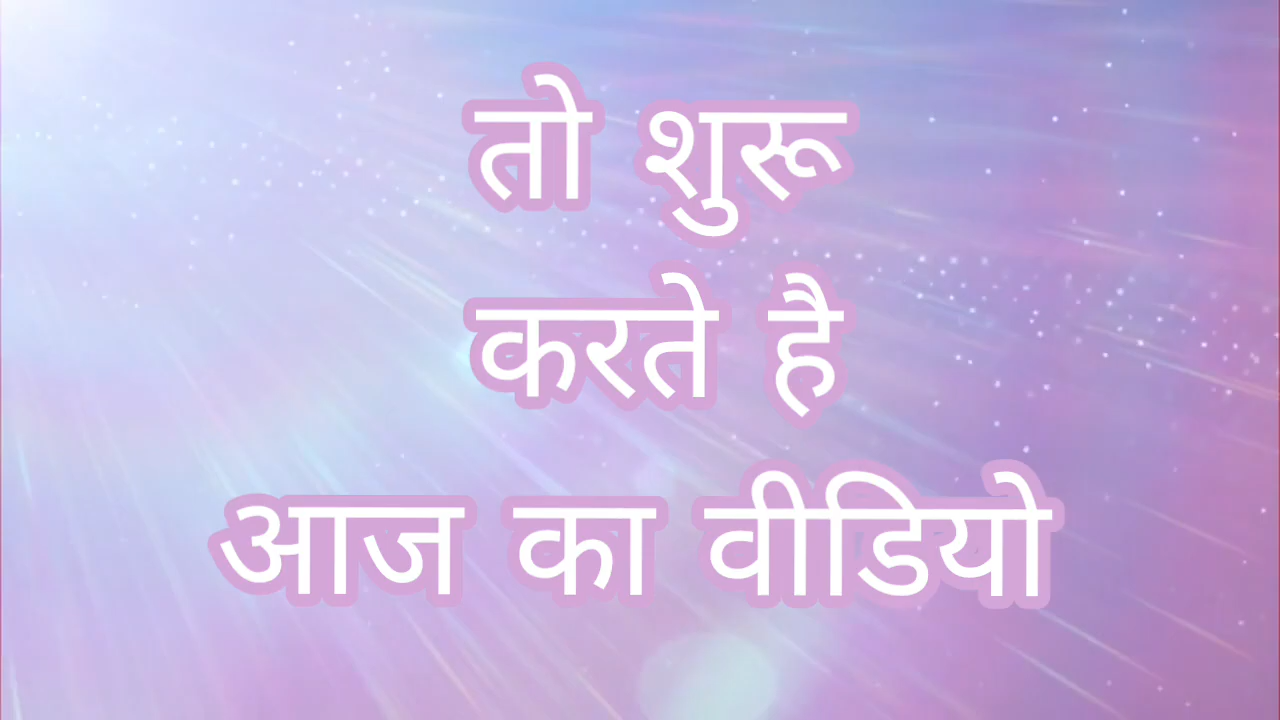 तो शुरू
करते है
आज का वीडियो